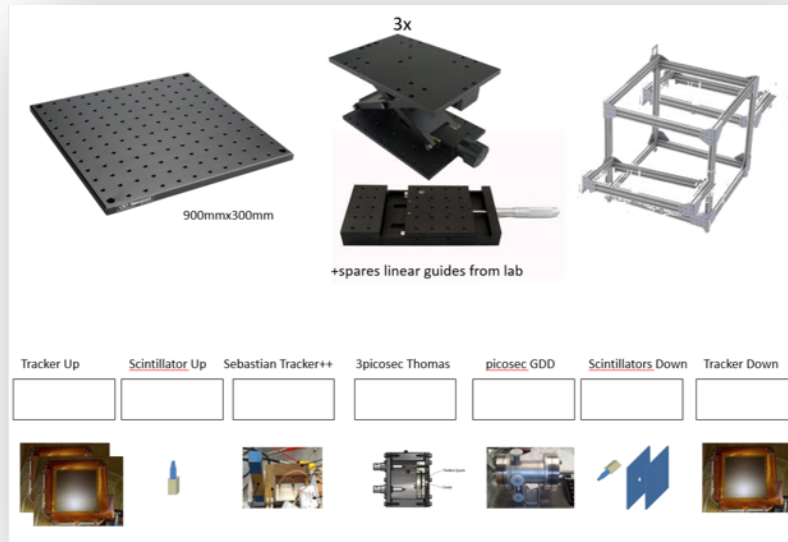 3x
900mmx300mm
+spares linear guides from lab
Tracker Up
Scintillator Up
Sebastian Tracker++
3picosec Thomas
picosec GDD
Scintillators Down
Tracker Down